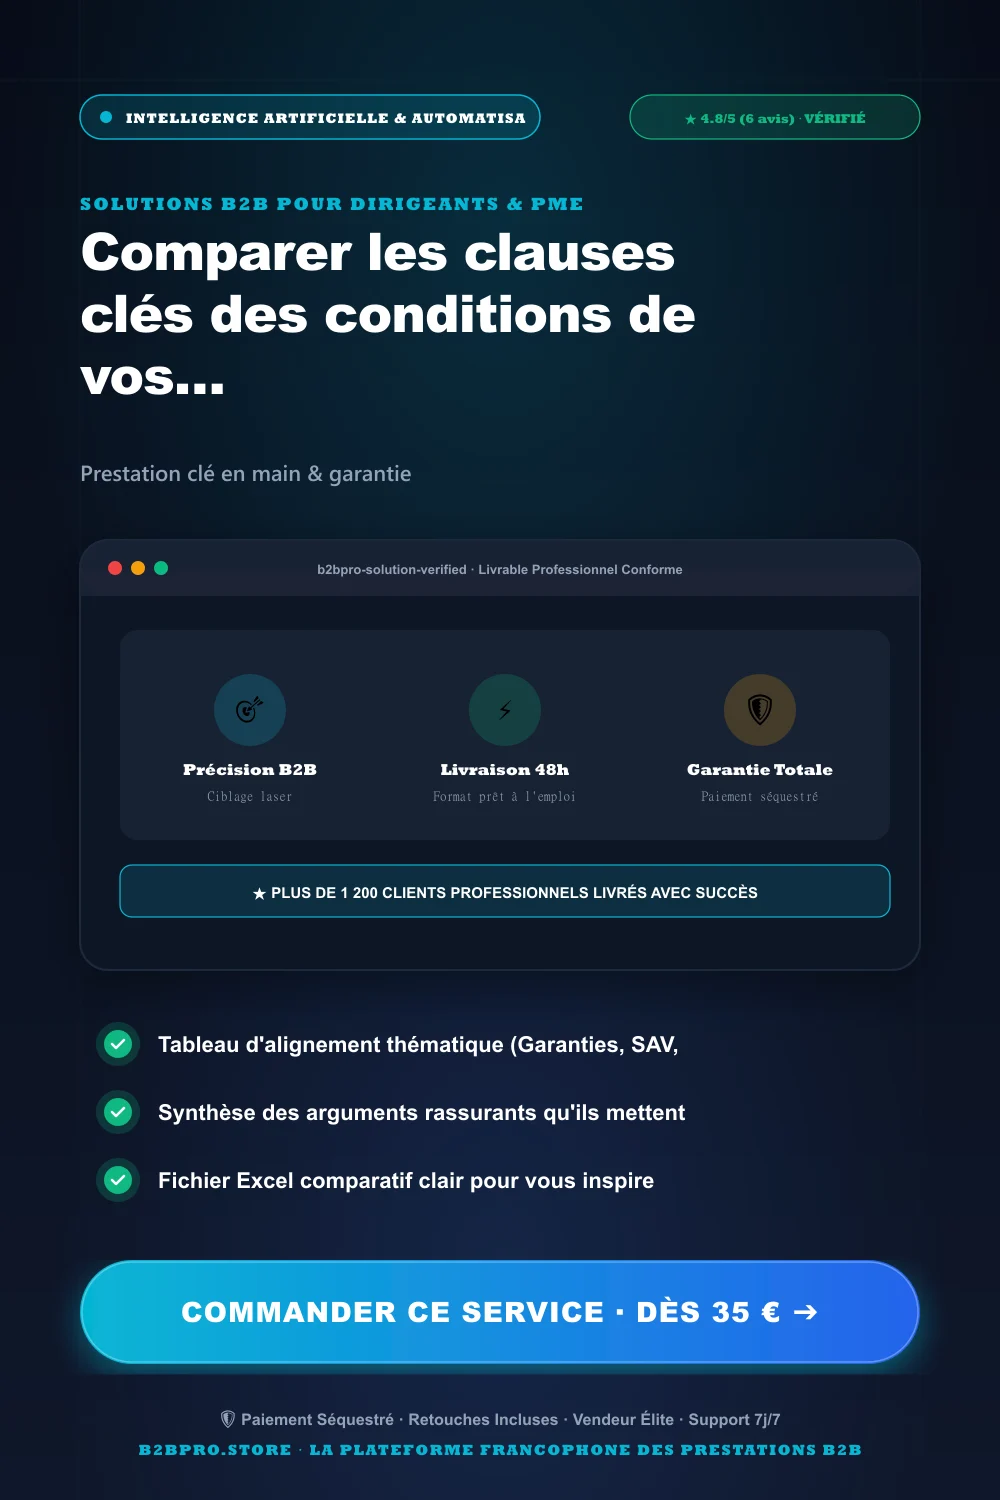 INTELLIGENCE ARTIFICIELLE & AUTOMATISA
★ 4.8/5 (6 avis) · VÉRIFIÉ
SOLUTIONS B2B POUR DIRIGEANTS & PME
Comparer les clauses
clés des conditions de
vos...
Prestation clé en main & garantie
b2bpro-solution-verified · Livrable Professionnel Conforme
Précision B2B
Ciblage laser
Livraison 48h
Format prêt à l'emploi
Garantie Totale
Paiement séquestré
★ PLUS DE 1 200 CLIENTS PROFESSIONNELS LIVRÉS AVEC SUCCÈS
Tableau d'alignement thématique (Garanties, SAV,
Synthèse des arguments rassurants qu'ils mettent
Fichier Excel comparatif clair pour vous inspire
COMMANDER CE SERVICE · DÈS 35 € →
Paiement Séquestré · Retouches Incluses · Vendeur Élite · Support 7j/7
B2BPRO.STORE · LA PLATEFORME FRANCOPHONE DES PRESTATIONS B2B